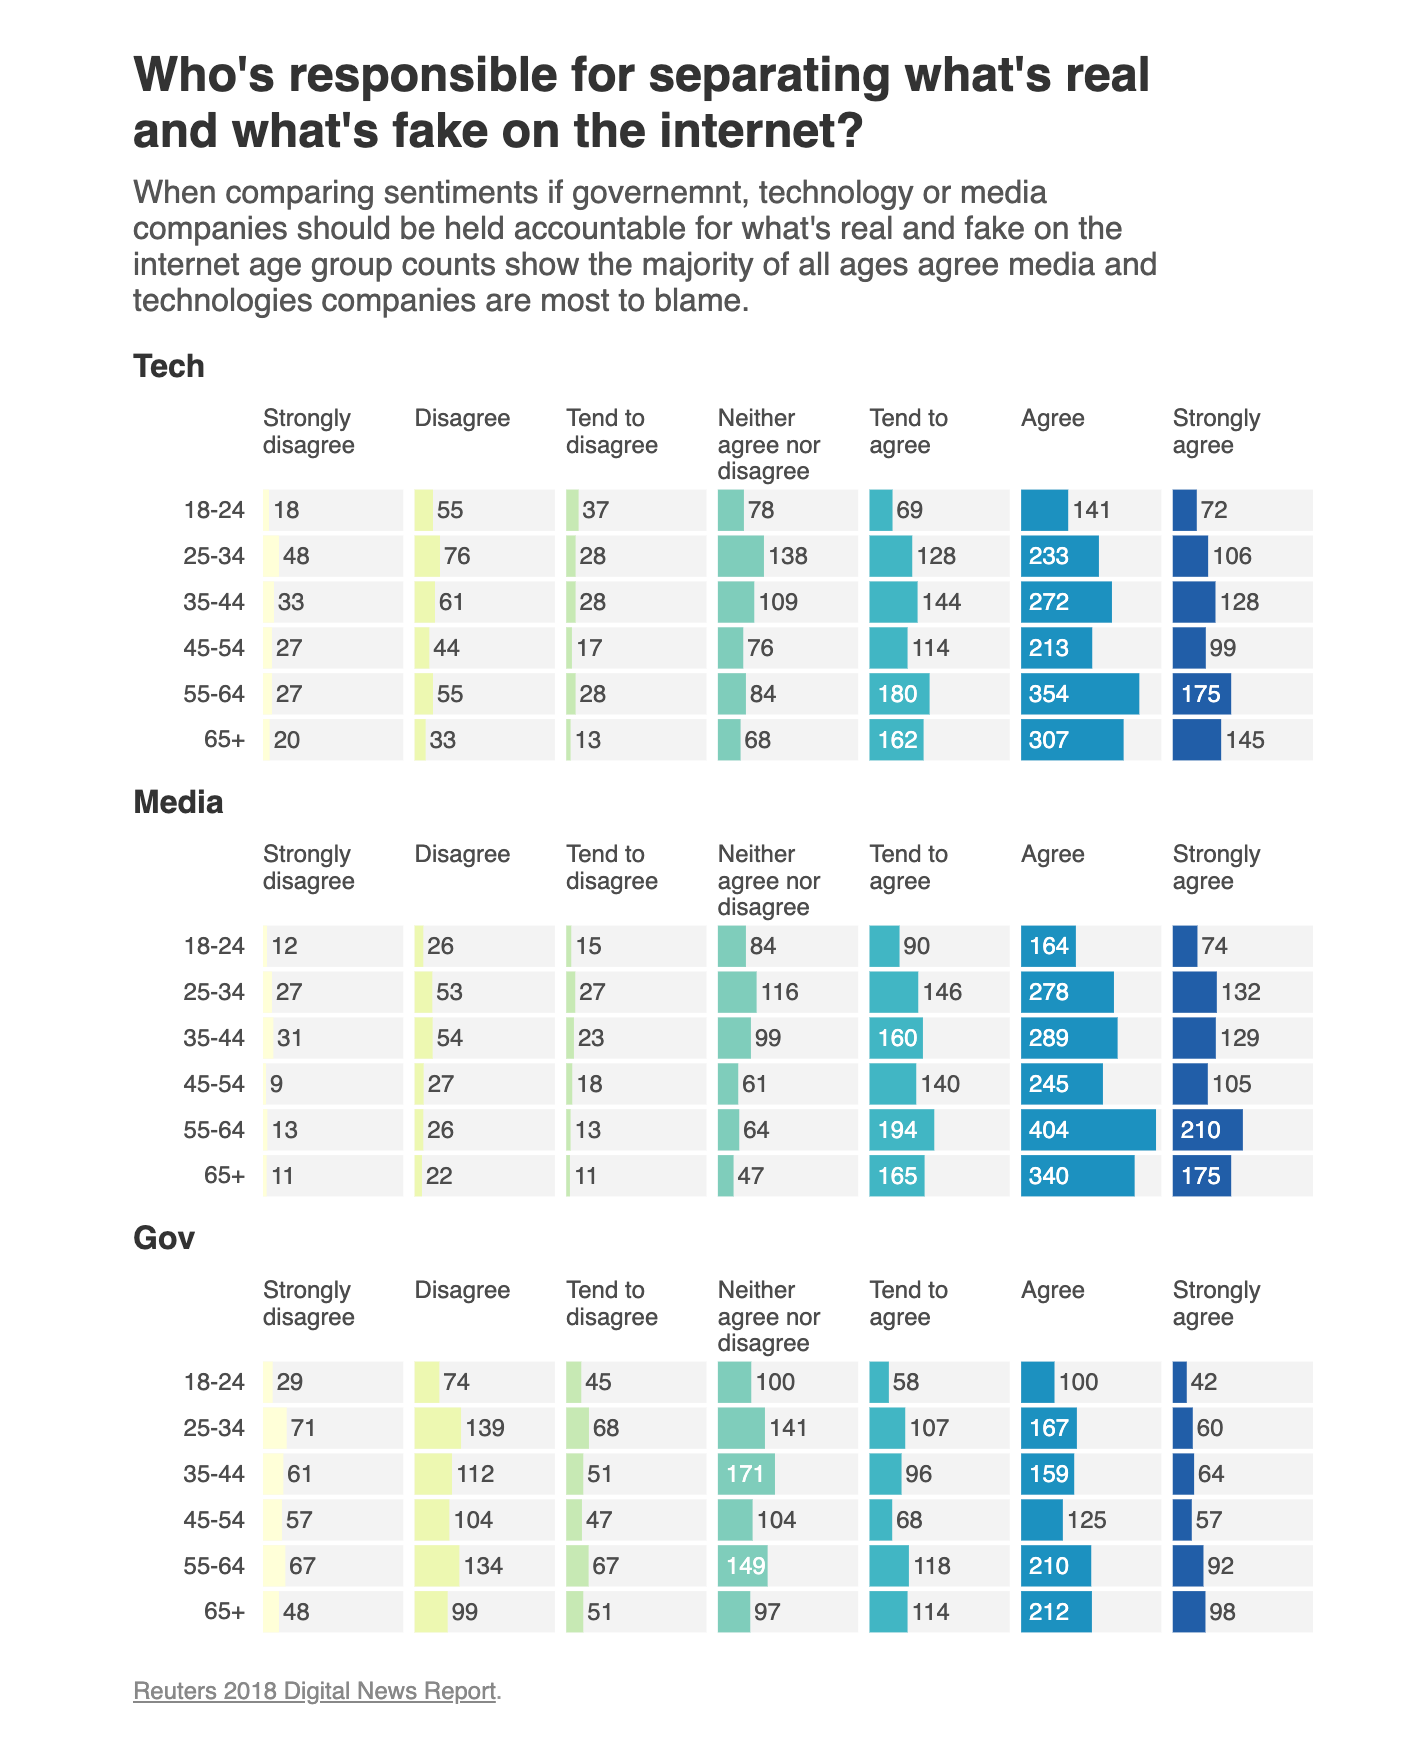 Who's responsible for separating what's real
and what's fake on the internet?
When comparing sentiments if governemnt, technology or media
companies should be held accountable for what's real and fake on the
internet age group counts show the majority of all ages agree media and
technologies companies are most to blame.
Tech
Strongly disagree Disagree Tend to disagree Neither agree nor disagree Tend to agree Agree Strongly agree
18-24 18 55 37 78 69 141 72
25-34 48 76 28 138 128 233 106
35-44 33 61 28 109 144 272 128
45-54 27 44 17 76 114 213 99
55-64 27 55 28 84 180 354 175
65+ 20 33 13 68 162 307 145
Media
Strongly disagree Disagree Tend to disagree Neither agree nor disagree Tend to agree Agree Strongly agree
18-24 12 26 15 84 90 164 74
25-34 27 53 27 116 146 278 132
35-44 31 54 23 99 160 289 129
45-54 9 27 18 61 140 245 105
55-64 13 26 13 64 194 404 210
65+ 11 22 11 47 165 340 175
Gov
Strongly disagree Disagree Tend to disagree Neither agree nor disagree Tend to agree Agree Strongly agree
18-24 29 74 45 100 58 100 42
25-34 71 139 68 141 107 167 60
35-44 61 112 51 171 96 159 64
45-54 57 104 47 104 68 125 57
55-64 67 134 67 149 118 210 92
65+ 48 99 51 97 114 212 98
Reuters 2018 Digital News Report.